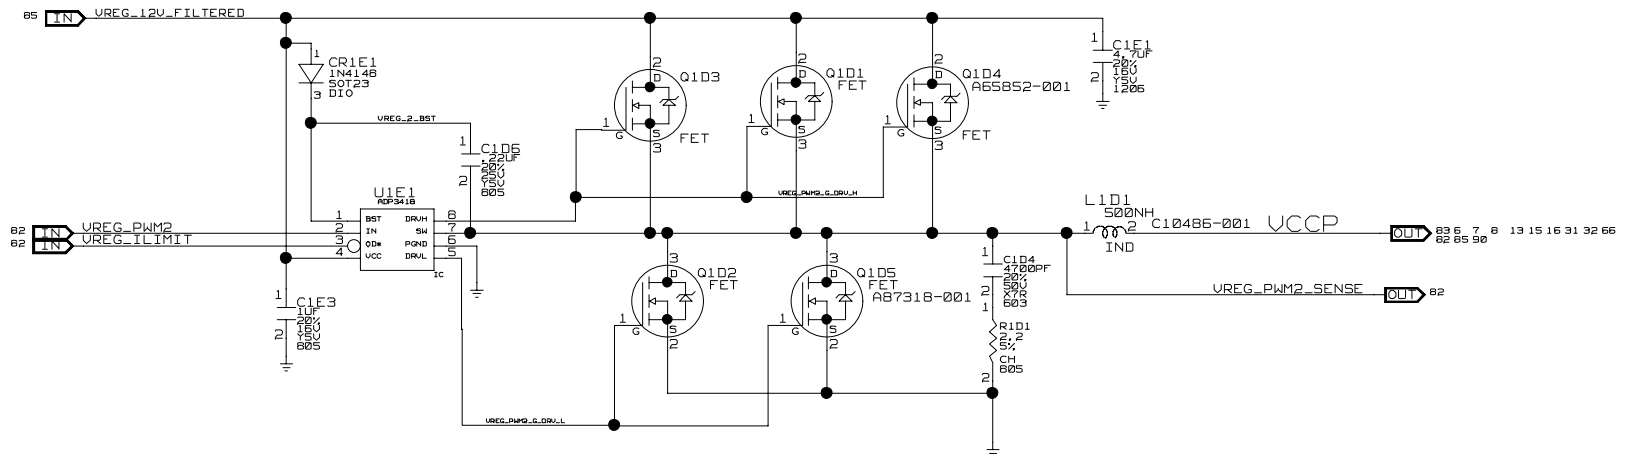 85 IN VREG_12V_FILTERED
1
CR1E1
1N4148
SOT23
DIO
3
VREG_2_BST
1
C1D6
.22UF
20%
25V
Y5V
805
2
U1E1
ADP3418
1 BST DRVH 8
2 IN SW 7
3 OD* PGND 6
4 VCC DRVL 5
IC
82 IN VREG_PWM2
82 IN VREG_ILIMIT
1
C1E3
1UF
20%
16V
Y5V
805
2
2
D
Q1D3
1
G
S
FET
3
2
D
Q1D1
FET
1
G
S
3
2
D
Q1D4
A65852-001
1
G
S
FET
3
1
C1E1
4.7UF
20%
16V
Y5V
1206
2
VREG_PWM2_G_DRV_H
3
D
Q1D2
FET
1
G
S
2
3
D
Q1D5
FET
A87318-001
1
G
S
2
VREG_PWM2_G_DRV_L
1
C1D4
4700PF
20%
50V
X7R
603
2
1
R1D1
2.2
5%
CH
805
2
L1D1
500NH
1 2
IND
C10486-001
VCCP
OUT 83 6 7 8 13 15 16 31 32 66
82 85 90
VREG_PWM2_SENSE OUT 82